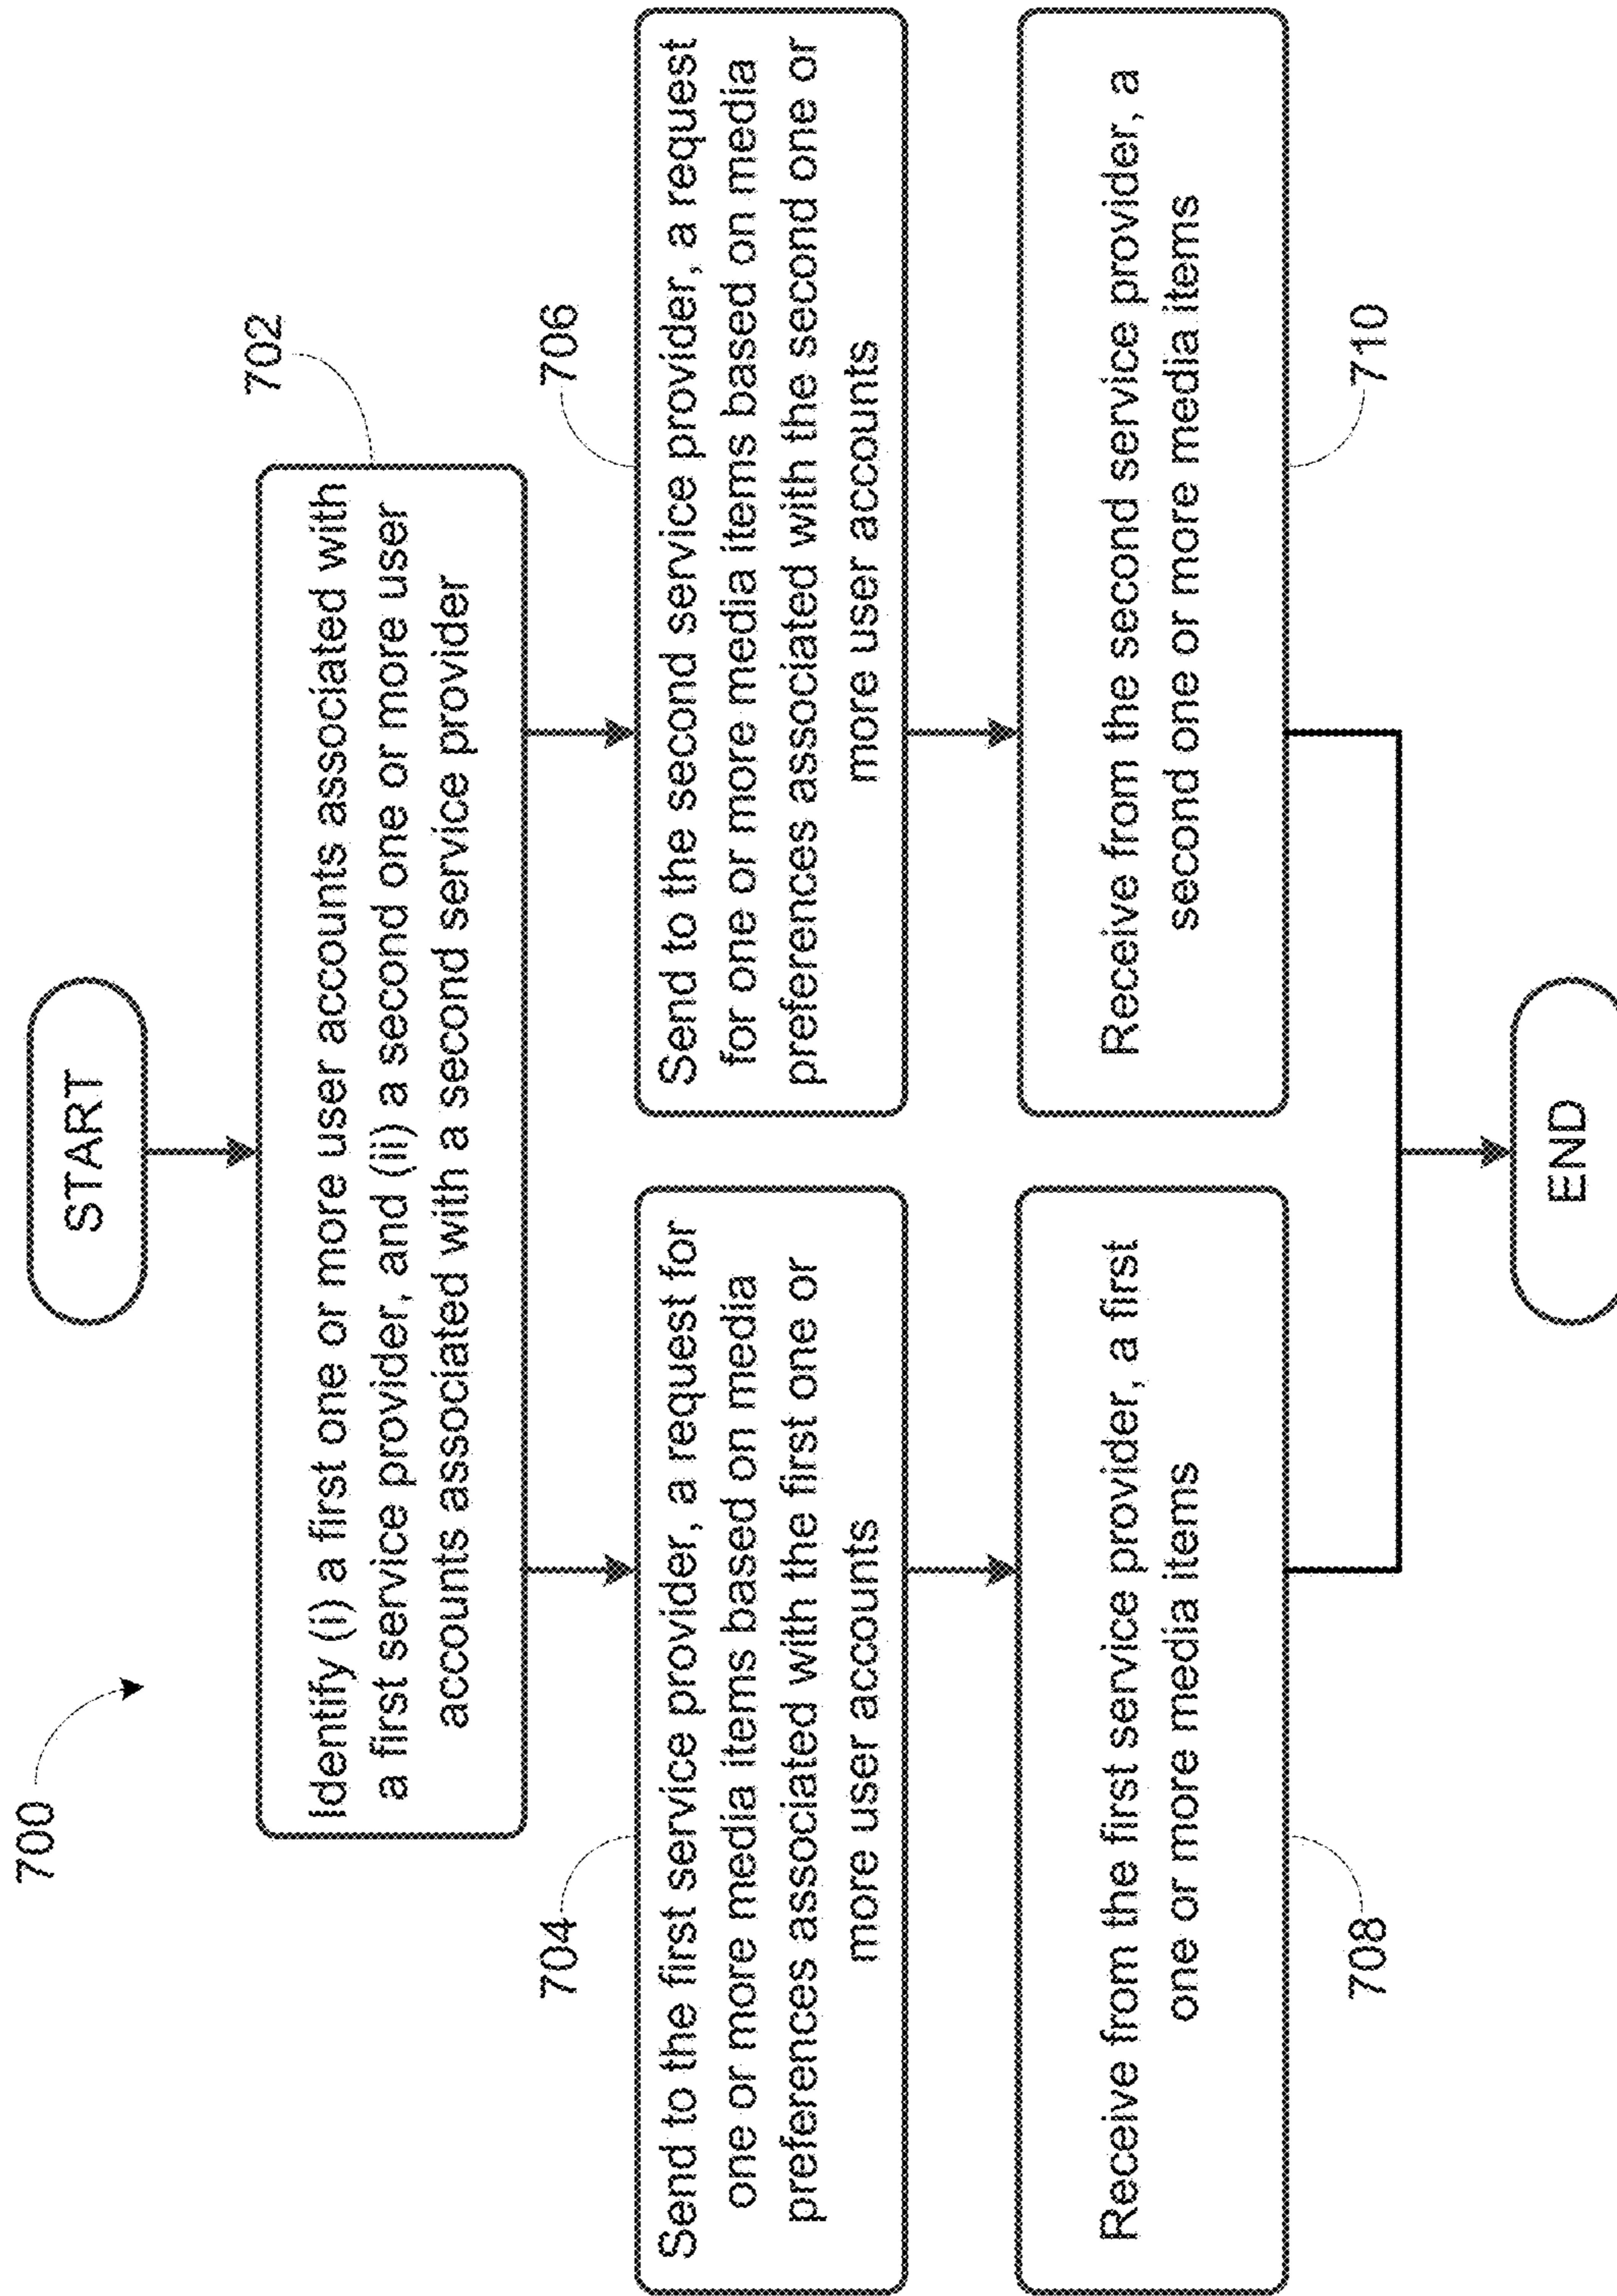 700
START
702
Identify (i) a first one or more user accounts associated with
a first service provider, and (ii) a second one or more user
accounts associated with a second service provider
704
Send to the first service provider, a request for
one or more media items based on media
preferences associated with the first one or
more user accounts
706
Send to the second service provider, a request
for one or more media items based on media
preferences associated with the second one or
more user accounts
Receive from the first service provider, a first
one or more media items
708
Receive from the second service provider, a
second one or more media items
710
END